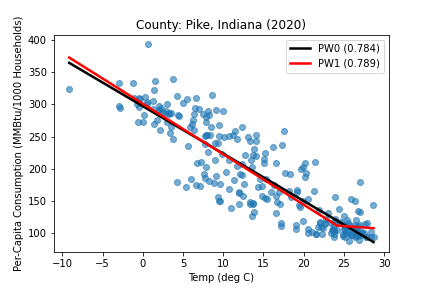 County: Pike, Indiana (2020)
Per-Capita Consumption (MMBtu/1000 Households)
400
350
300
250
200
150
100
PW0 (0.784)
PW1 (0.789)
−10 −5 0 5 10 15 20 25 30
Temp (deg C)